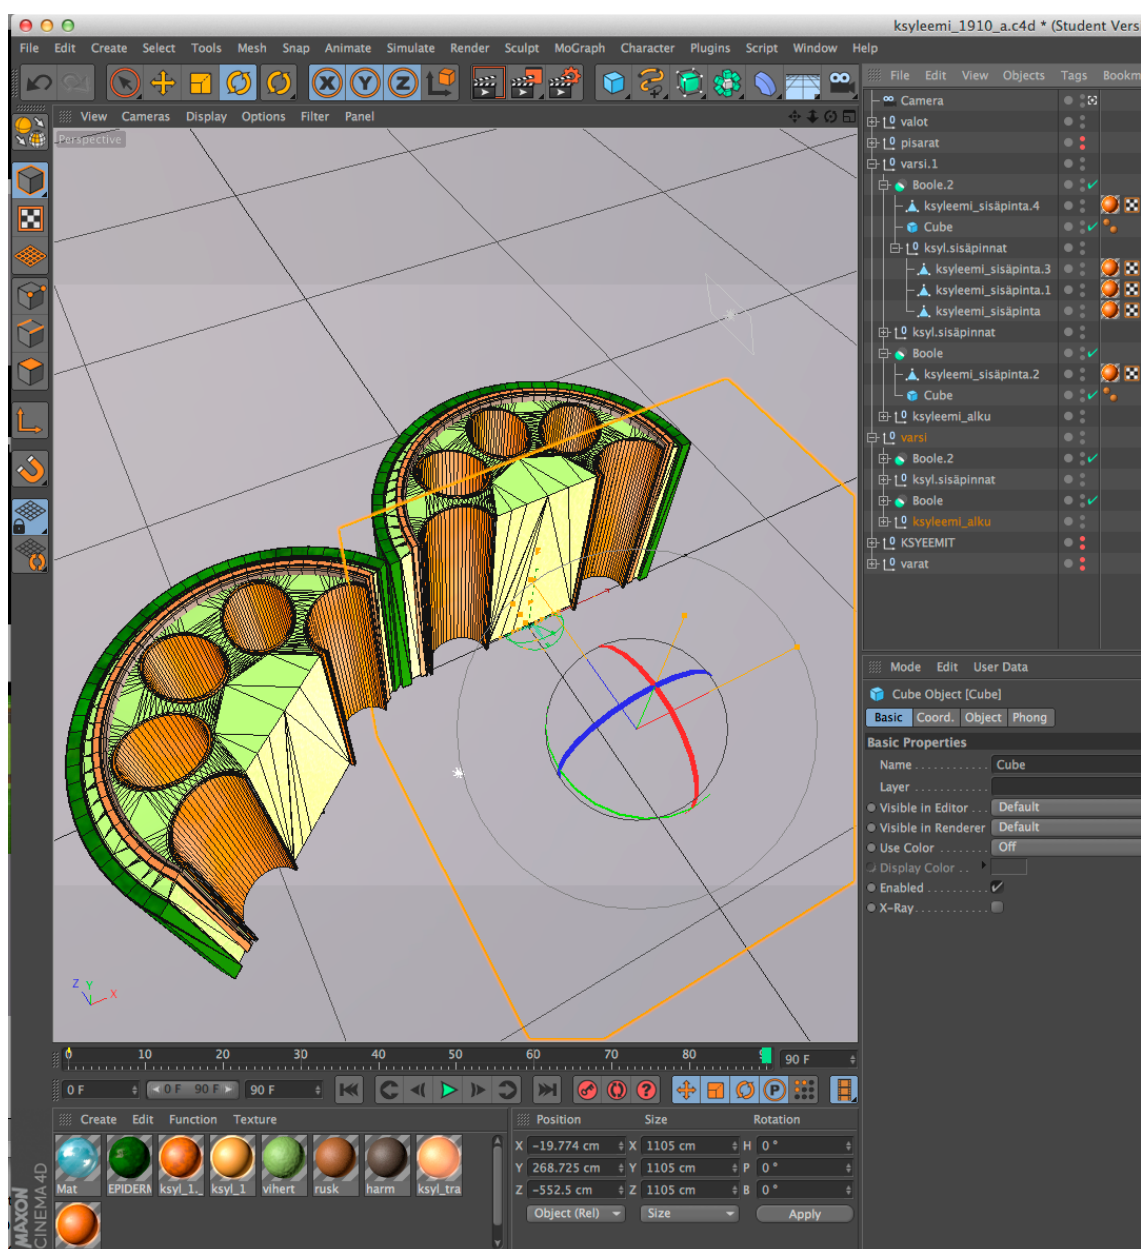 ksyleemi_1910_a.c4d * (Student Vers
File Edit Create Select Tools Mesh Snap Animate Simulate Render Sculpt MoGraph Character Plugins Script Window Help
File Edit View Objects Tags Bookm
View Cameras Display Options Filter Panel
Perspective
X Y Z
Camera
valot
pisarat
varsi.1
Boole.2
ksyleemi_sisäpinta.4
Cube
ksyl.sisäpinnat
ksyleemi_sisäpinta.3
ksyleemi_sisäpinta.1
ksyleemi_sisäpinta
ksyl.sisäpinnat
Boole
ksyleemi_sisäpinta.2
Cube
ksyleemi_alku
varsi
Boole.2
ksyl.sisäpinnat
Boole
ksyleemi_alku
KSYEEMIT
varat
Mode Edit User Data
Cube Object [Cube]
Basic Coord. Object Phong
Basic Properties
Name . . . . . . . . . . . Cube
Layer . . . . . . . . . . .
Visible in Editor . . . Default
Visible in Renderer Default
Use Color . . . . . . . Off
Display Color . .
Enabled . . . . . . . . . ✓
X-Ray. . . . . . . . . . .
Z Y X
0 10 20 30 40 50 60 70 80 90 F
0 F 0 F 90 F 90 F
Create Edit Function Texture
Mat EPIDERM ksyl_1._ ksyl_1 vihert rusk harm ksyl_tra
Position Size Rotation
X -19.774 cm X 1105 cm H 0 °
Y 268.725 cm Y 1105 cm P 0 °
Z -552.5 cm Z 1105 cm B 0 °
Object (Rel) Size Apply
MAXON
CINEMA 4D